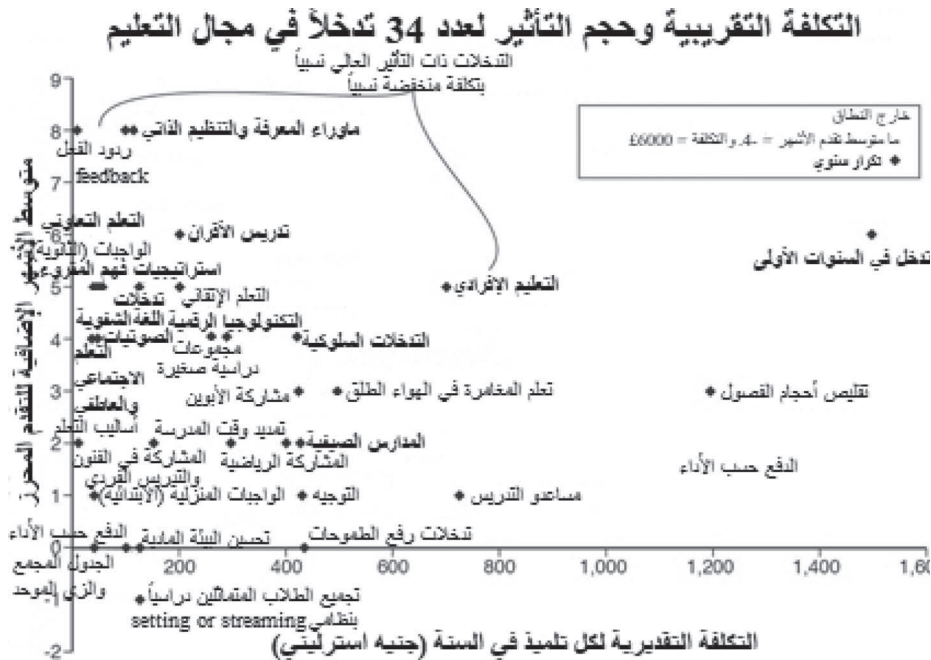 التكلفة التقريبية وحجم التأثير لعدد 34 تدخلاً في مجال التعليم
التدخلات ذات التأثير العالي نسبياً
بتكلفة منخفضة نسبياً
خارج النطاق
ما متوسط تقدم الأشهر = -4 والتكلفة = £6000
تكرار سنوي
متوسط الأشهر الإضافية للتقدم المحرز
9
8
7
6
5
4
3
2
1
0
-1
-2
ماوراء المعرفة والتنظيم الذاتي
ردود الفعل
feedback
التعلم التعاوني
تدريس الأقران
الواجبات (الثانوية)
تدخل في السنوات الأولى
استراتيجيات فهم المقروء
تدخلات
التعلم الإتقاني
التعليم الإفرادي
اللغة الشفوية
التكنولوجيا الرقمية
الصوتيات
مجموعات
دراسية صغيرة
التدخلات السلوكية
التعلم
الاجتماعي
والعاطفي
مشاركة الأبوين
تعلم المغامرة في الهواء الطلق
تقليص أحجام الفصول
أساليب التعلم
تمديد وقت المدرسة
المدارس الصيفية
المشاركة في الفنون
المشاركة الرياضية
الدفع حسب الأداء
والتدريس الفردي
الواجبات المنزلية (الابتدائية)
التوجيه
مساعدو التدريس
الدفع حسب الأداء
تحسين البيئة المادية
تدخلات رفع الطموحات
200
400
600
800
1,000
1,200
1,400
1,60
الجدول المجمع
والزي الموحد
تجميع الطلاب المتماثلين دراسياً
بنظامي setting or streaming
التكلفة التقديرية لكل تلميذ في السنة (جنيه استرليني)